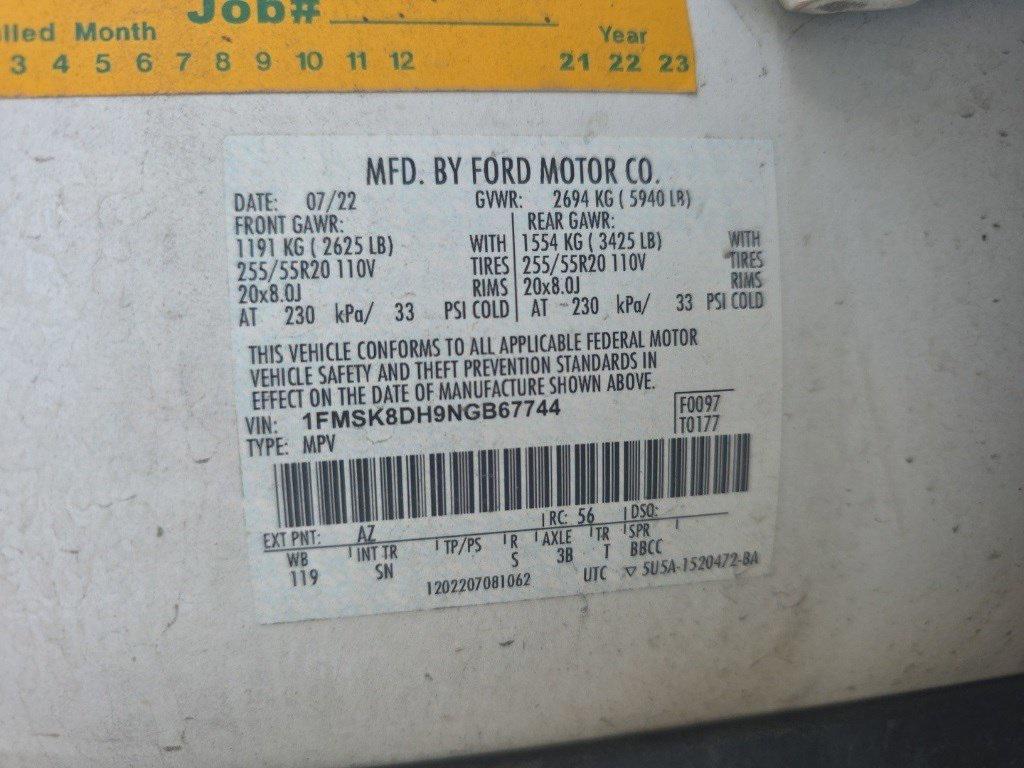 Job#
lled Month Year
3 4 5 6 7 8 9 10 11 12 21 22 23
MFD. BY FORD MOTOR CO.
DATE: 07/22 GVWR: 2694 KG ( 5940 LB)
FRONT GAWR: REAR GAWR:
1191 KG ( 2625 LB) WITH 1554 KG ( 3425 LB) WITH
255/55R20 110V TIRES 255/55R20 110V TIRES
20x8.0J RIMS 20x8.0J RIMS
AT 230 kPa/ 33 PSI COLD AT 230 kPa/ 33 PSI COLD
THIS VEHICLE CONFORMS TO ALL APPLICABLE FEDERAL MOTOR
VEHICLE SAFETY AND THEFT PREVENTION STANDARDS IN
EFFECT ON THE DATE OF MANUFACTURE SHOWN ABOVE.
VIN: 1FMSK8DH9NGB67744 F0097
TYPE: MPV T0177
EXT PNT: AZ RC: 56 DSO:
WB INT TR TP/PS R AXLE TR SPR
119 SN S 3B T BBCC
1202207081062 UTC ▽ 5U5A-1520472-BA